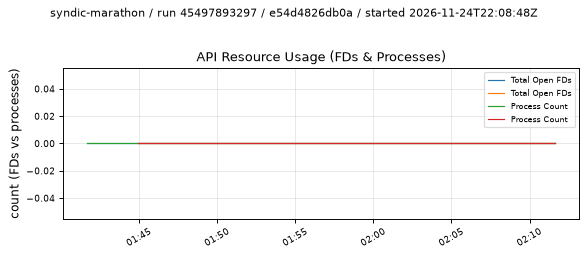 syndic-marathon / run 45497893297 / e54d4826db0a / started 2026-11-24T22:08:48Z
API Resource Usage (FDs & Processes)
count (FDs vs processes)
0.04
0.02
0.00
−0.02
−0.04
Total Open FDs
Total Open FDs
Process Count
Process Count
01:45
01:50
01:55
02:00
02:05
02:10